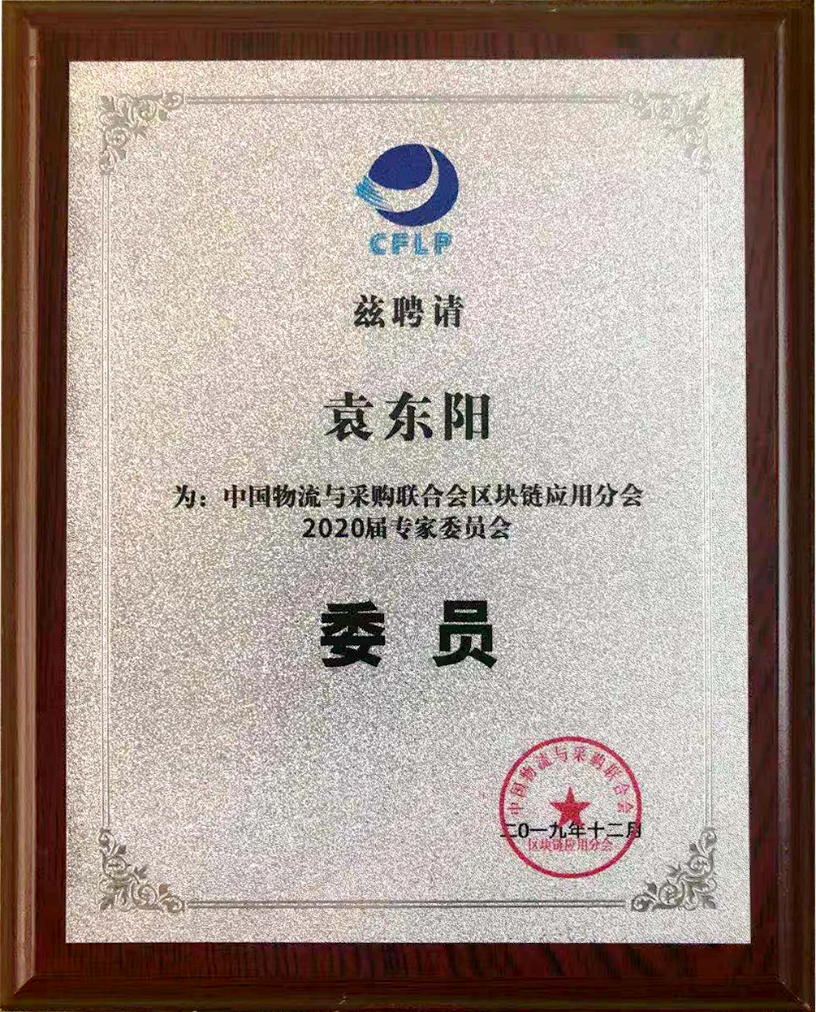 CFLP
兹聘请
袁东阳
为：中国物流与采购联合会区块链应用分会
2020届专家委员会
委员
中国物流与采购联合会
二〇一九年十二月
区块链应用分会